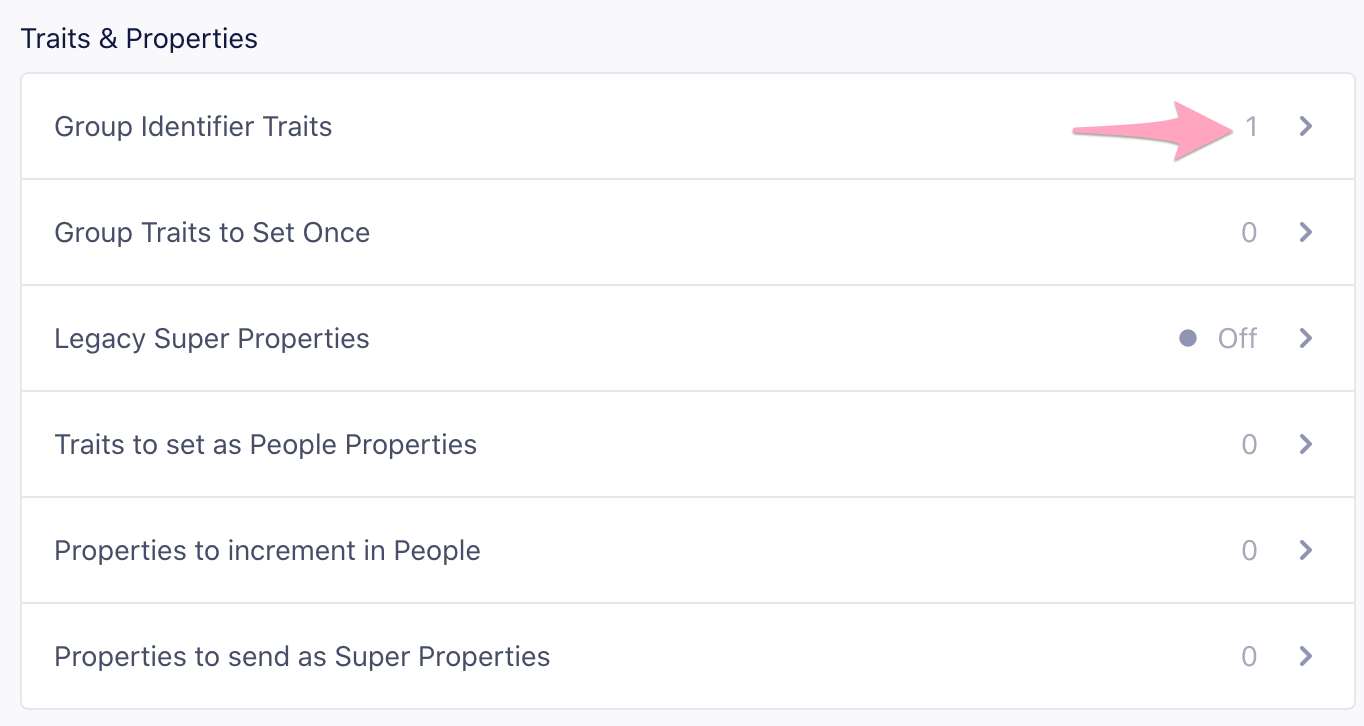 Traits & Properties
Group Identifier Traits 1
Group Traits to Set Once 0
Legacy Super Properties Off
Traits to set as People Properties 0
Properties to increment in People 0
Properties to send as Super Properties 0